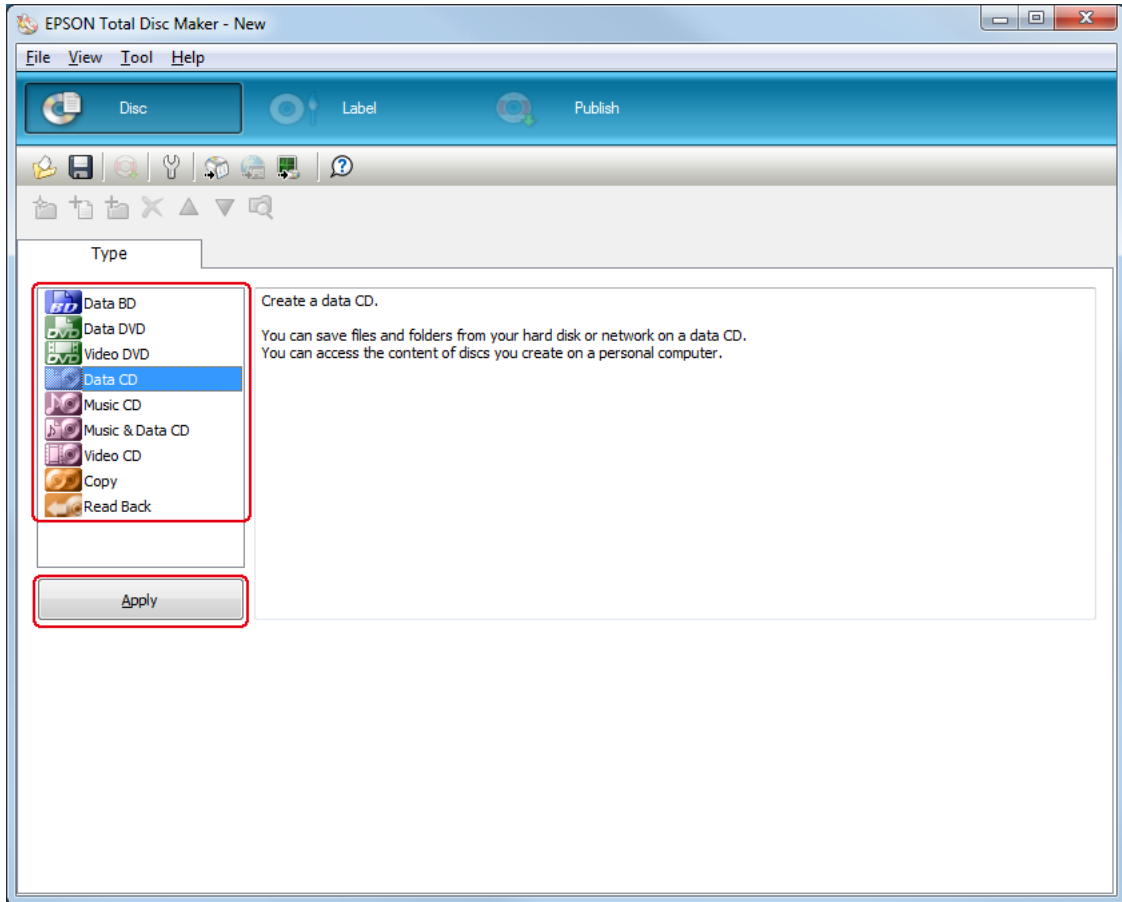 EPSON Total Disc Maker - New
File View Tool Help
Disc Label Publish
Type
Data BD
Data DVD
Video DVD
Data CD
Music CD
Music & Data CD
Video CD
Copy
Read Back
Apply
Create a data CD.
You can save files and folders from your hard disk or network on a data CD.
You can access the content of discs you create on a personal computer.